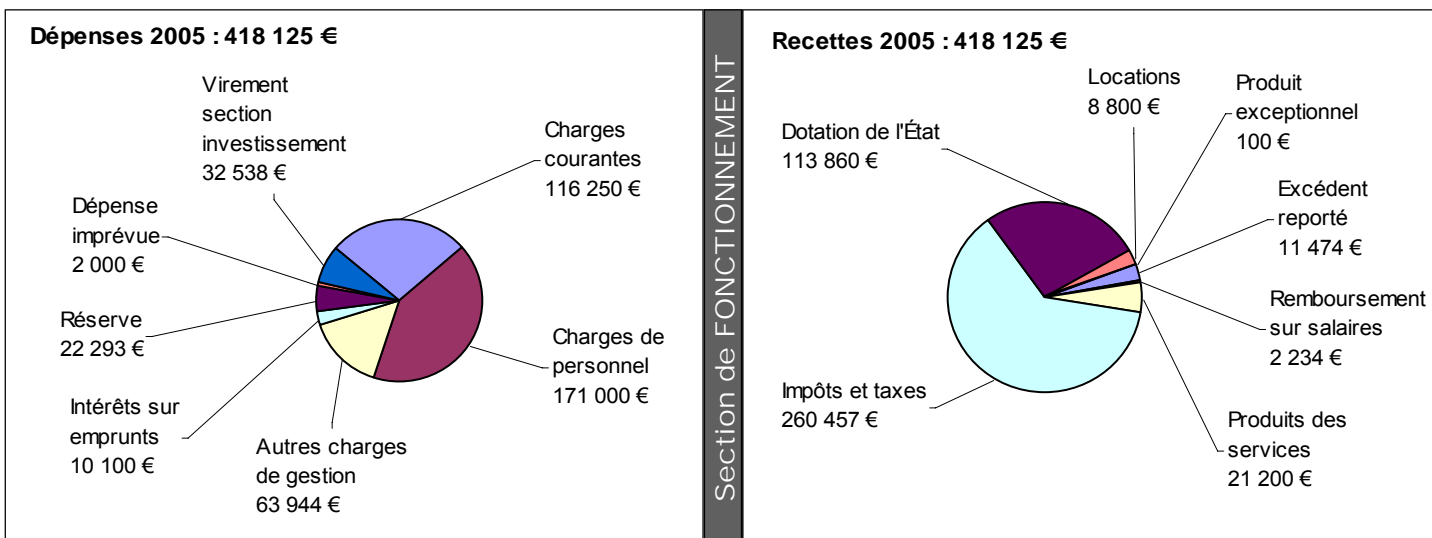 Dépenses 2005 : 418 125 €
Virement
section
investissement
32 538 €
Charges
courantes
116 250 €
Dépense
imprévue
2 000 €
Réserve
22 293 €
Charges de
personnel
171 000 €
Intérêts sur
emprunts
10 100 €
Autres charges
de gestion
63 944 €
Section de FONCTIONNEMENT
Recettes 2005 : 418 125 €
Locations
8 800 €
Produit
exceptionnel
100 €
Dotation de l'État
113 860 €
Excédent
reporté
11 474 €
Remboursement
sur salaires
2 234 €
Impôts et taxes
260 457 €
Produits des
services
21 200 €